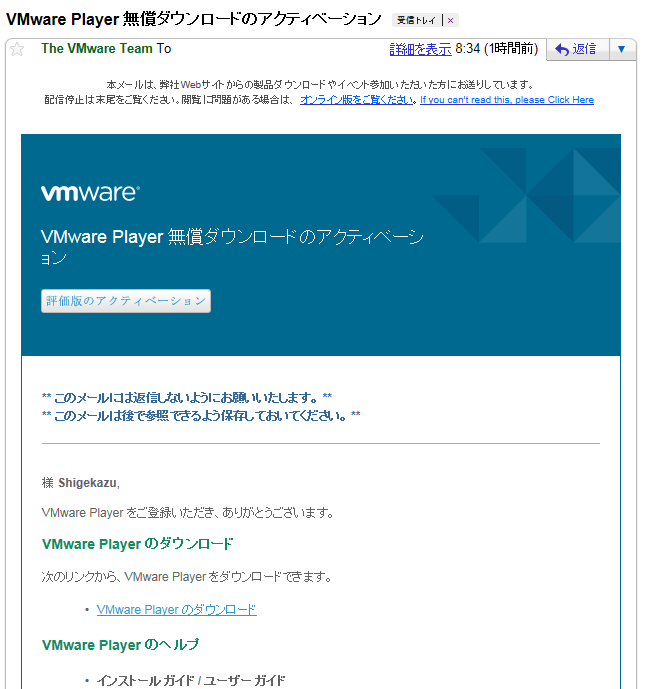 VMware Player 無償ダウンロードのアクティベーション 受信トレイ ×
The VMware Team To 詳細を表示 8:34 (1時間前) 返信
本メールは、弊社Webサイトからの製品ダウンロードやイベント参加いただいた方にお送りしています。
配信停止は末尾をご覧ください。閲覧に問題がある場合は、 オンライン版をご覧ください。 If you can't read this, please Click Here
vmware®
VMware Player 無償ダウンロードのアクティベーシ
ョン
評価版のアクティベーション
** このメールには返信しないようにお願いいたします。 **
** このメールは後で参照できるよう保存しておいてください。 **
様 Shigekazu,
VMware Player をご登録いただき、ありがとうございます。
VMware Player のダウンロード
次のリンクから、VMware Player をダウンロードできます。
• VMware Player のダウンロード
VMware Player のヘルプ
• インストール ガイド / ユーザー ガイド